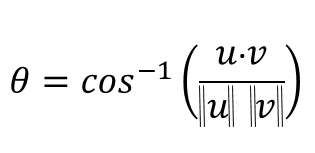 θ = cos⁻¹ (u·v / ‖u‖ ‖v‖)